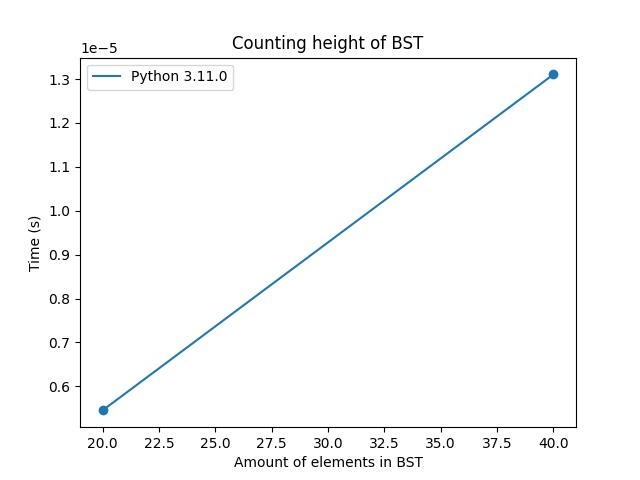 Counting height of BST
1e−5
Python 3.11.0
1.3
1.2
1.1
1.0
0.9
0.8
0.7
0.6
Time (s)
20.0 22.5 25.0 27.5 30.0 32.5 35.0 37.5 40.0
Amount of elements in BST